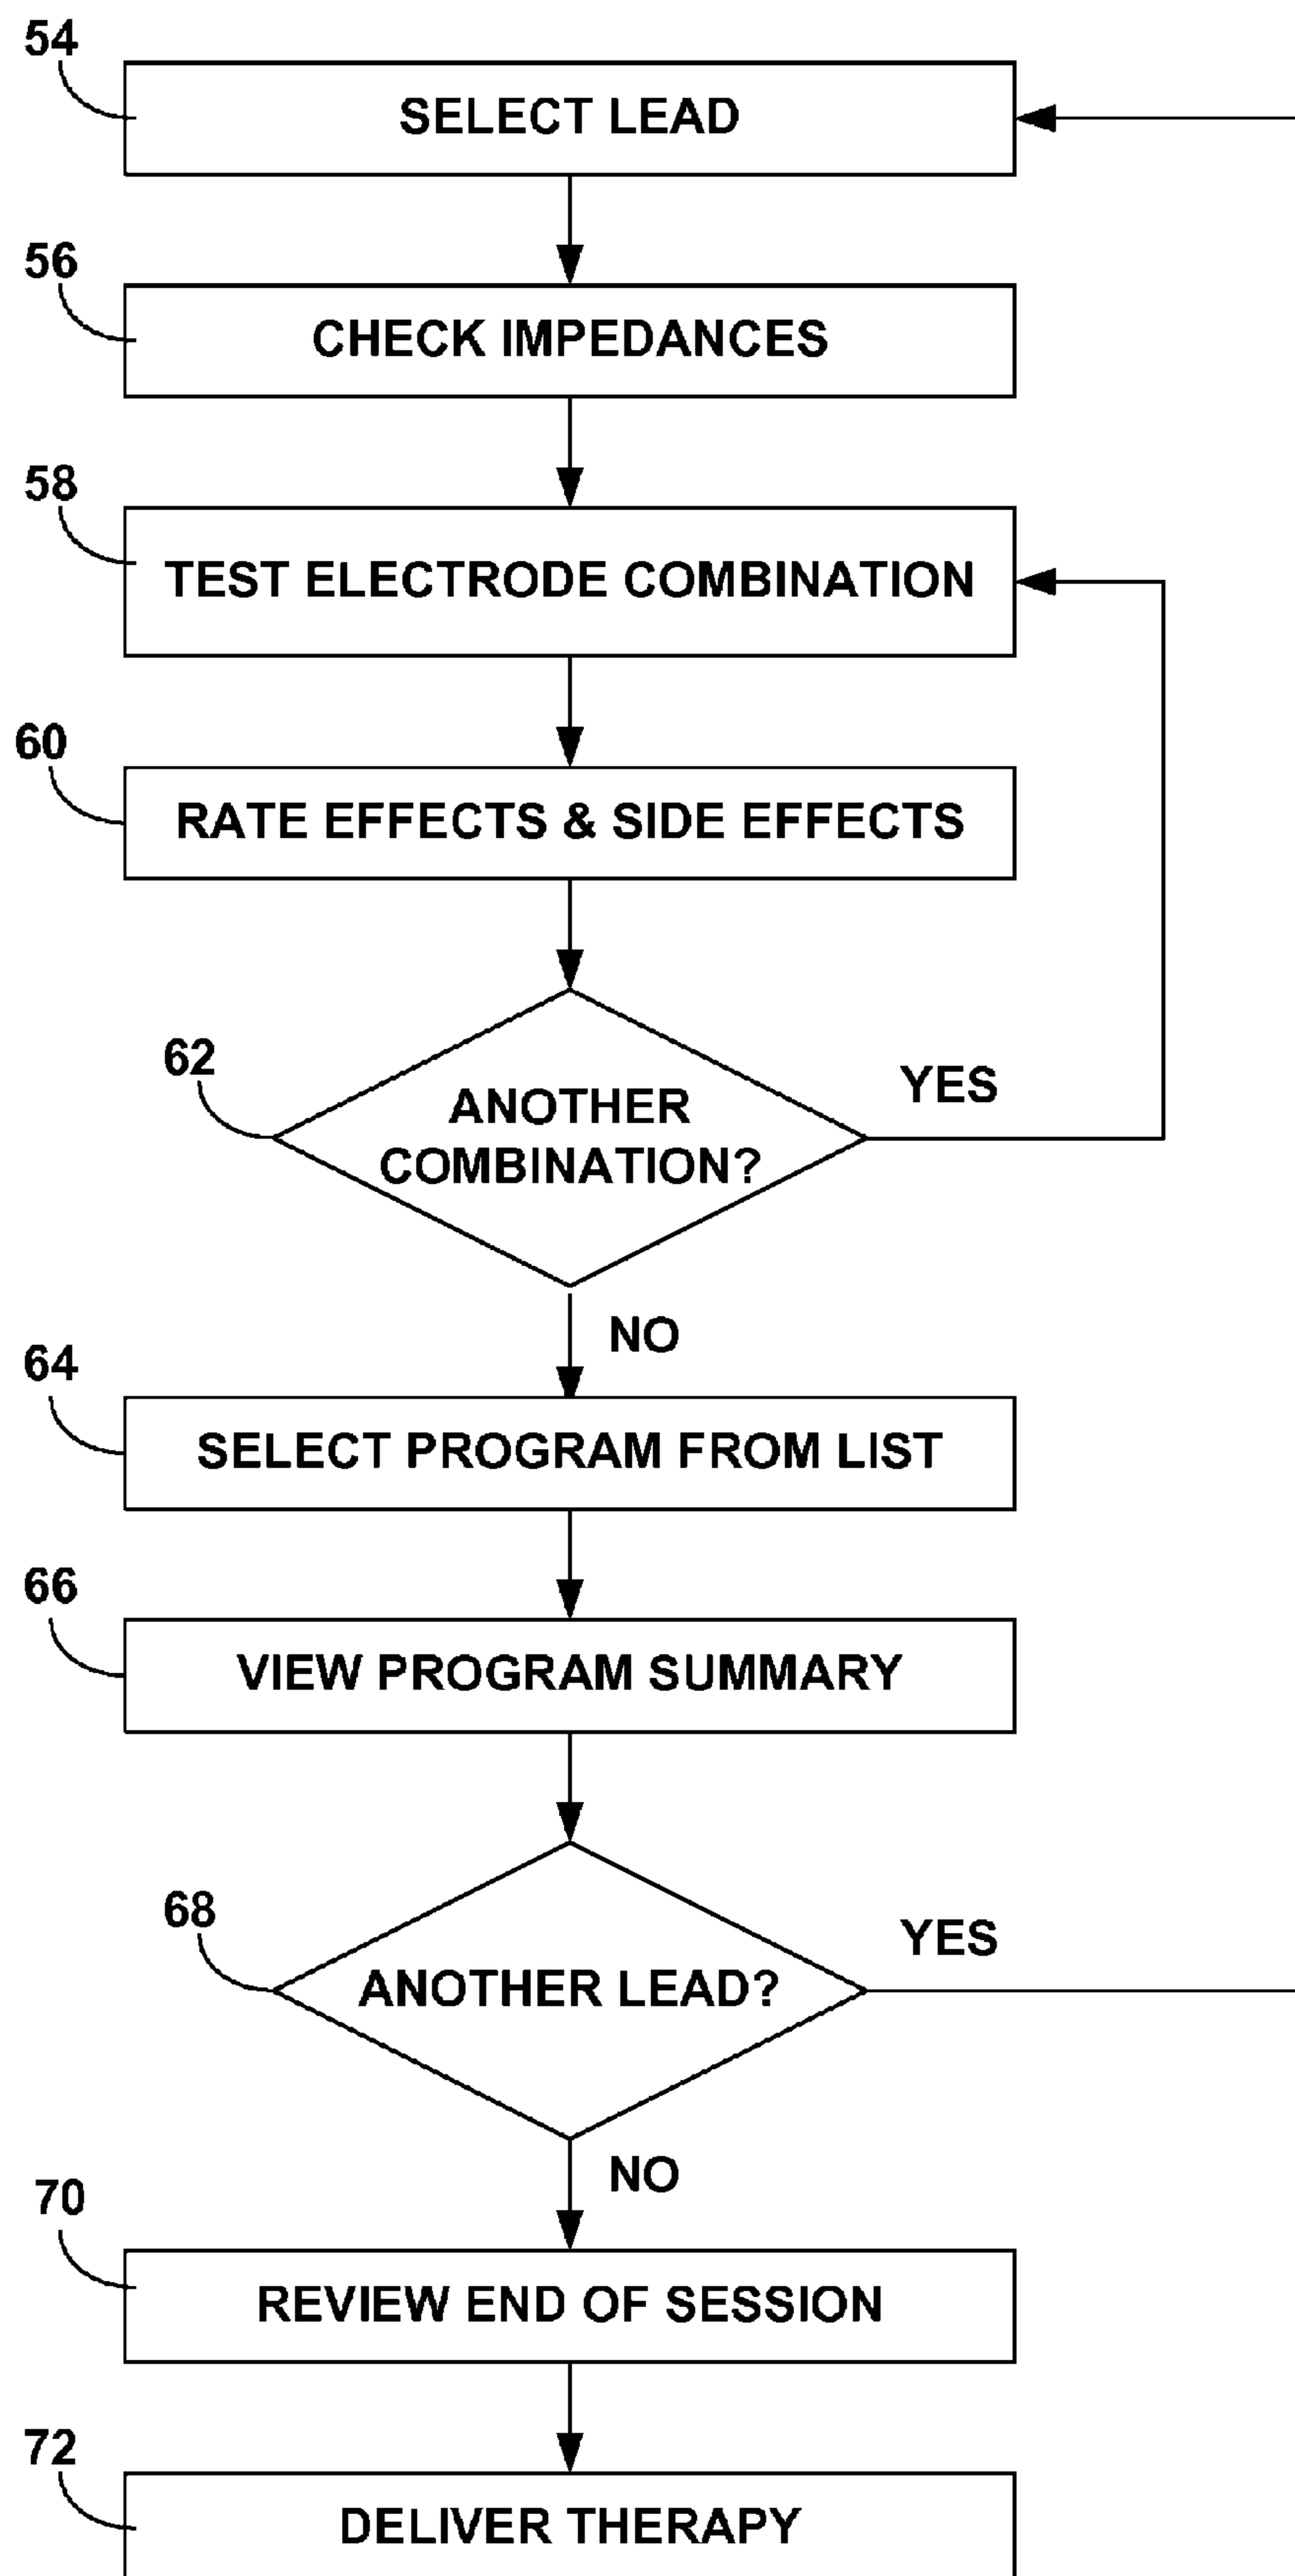 54
SELECT LEAD
56
CHECK IMPEDANCES
58
TEST ELECTRODE COMBINATION
60
RATE EFFECTS & SIDE EFFECTS
62
ANOTHER
COMBINATION?
YES
NO
64
SELECT PROGRAM FROM LIST
66
VIEW PROGRAM SUMMARY
68
ANOTHER LEAD?
YES
NO
70
REVIEW END OF SESSION
72
DELIVER THERAPY